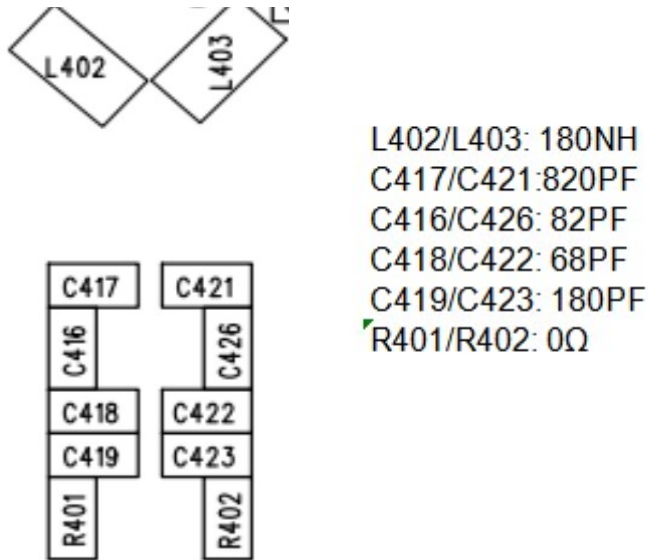 L402
L403
L402/L403: 180NH
C417/C421:820PF
C416/C426: 82PF
C418/C422: 68PF
C419/C423: 180PF
R401/R402: 0Ω
C417 C421
C416 C426
C418 C422
C419 C423
R401 R402